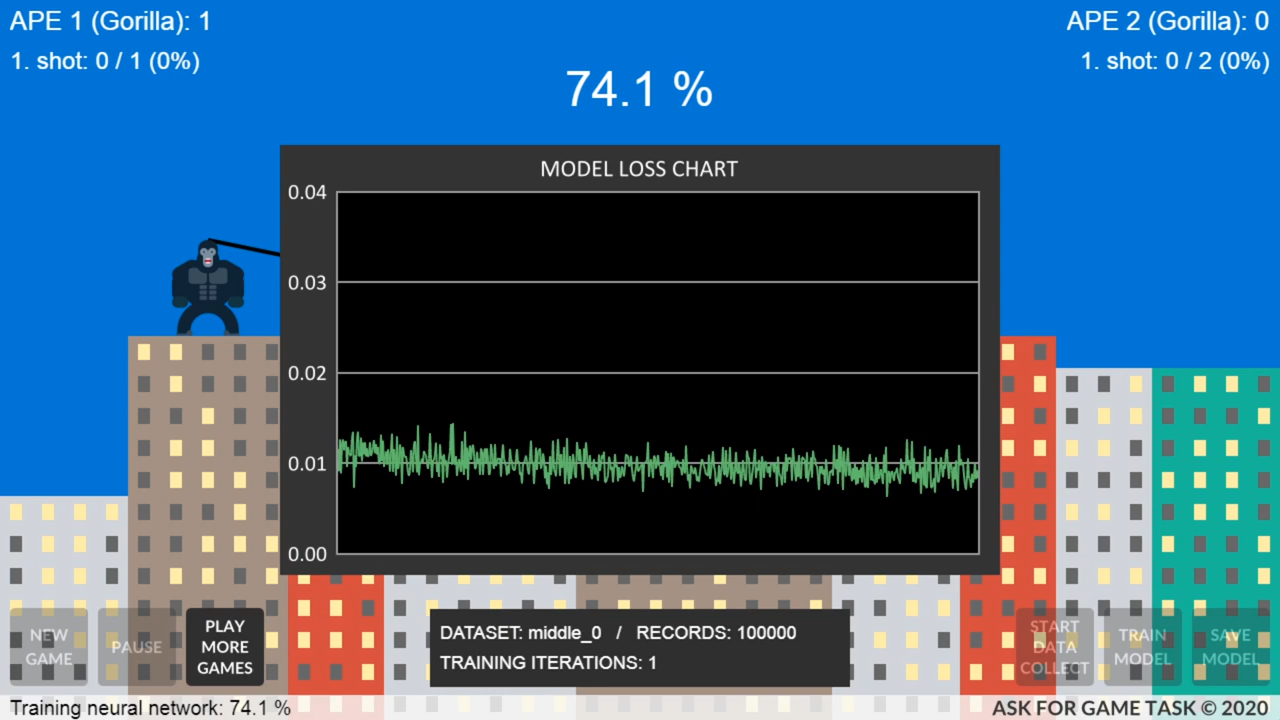 APE 1 (Gorilla): 1
APE 2 (Gorilla): 0
1. shot: 0 / 1 (0%)
1. shot: 0 / 2 (0%)
74.1 %
MODEL LOSS CHART
0.04
0.03
0.02
0.01
0.00
NEW
GAME
PAUSE
PLAY
MORE
GAMES
DATASET: middle_0 / RECORDS: 100000
TRAINING ITERATIONS: 1
START
DATA
COLLECT
TRAIN
MODEL
SAVE
MODEL
Training neural network: 74.1 %
ASK FOR GAME TASK © 2020